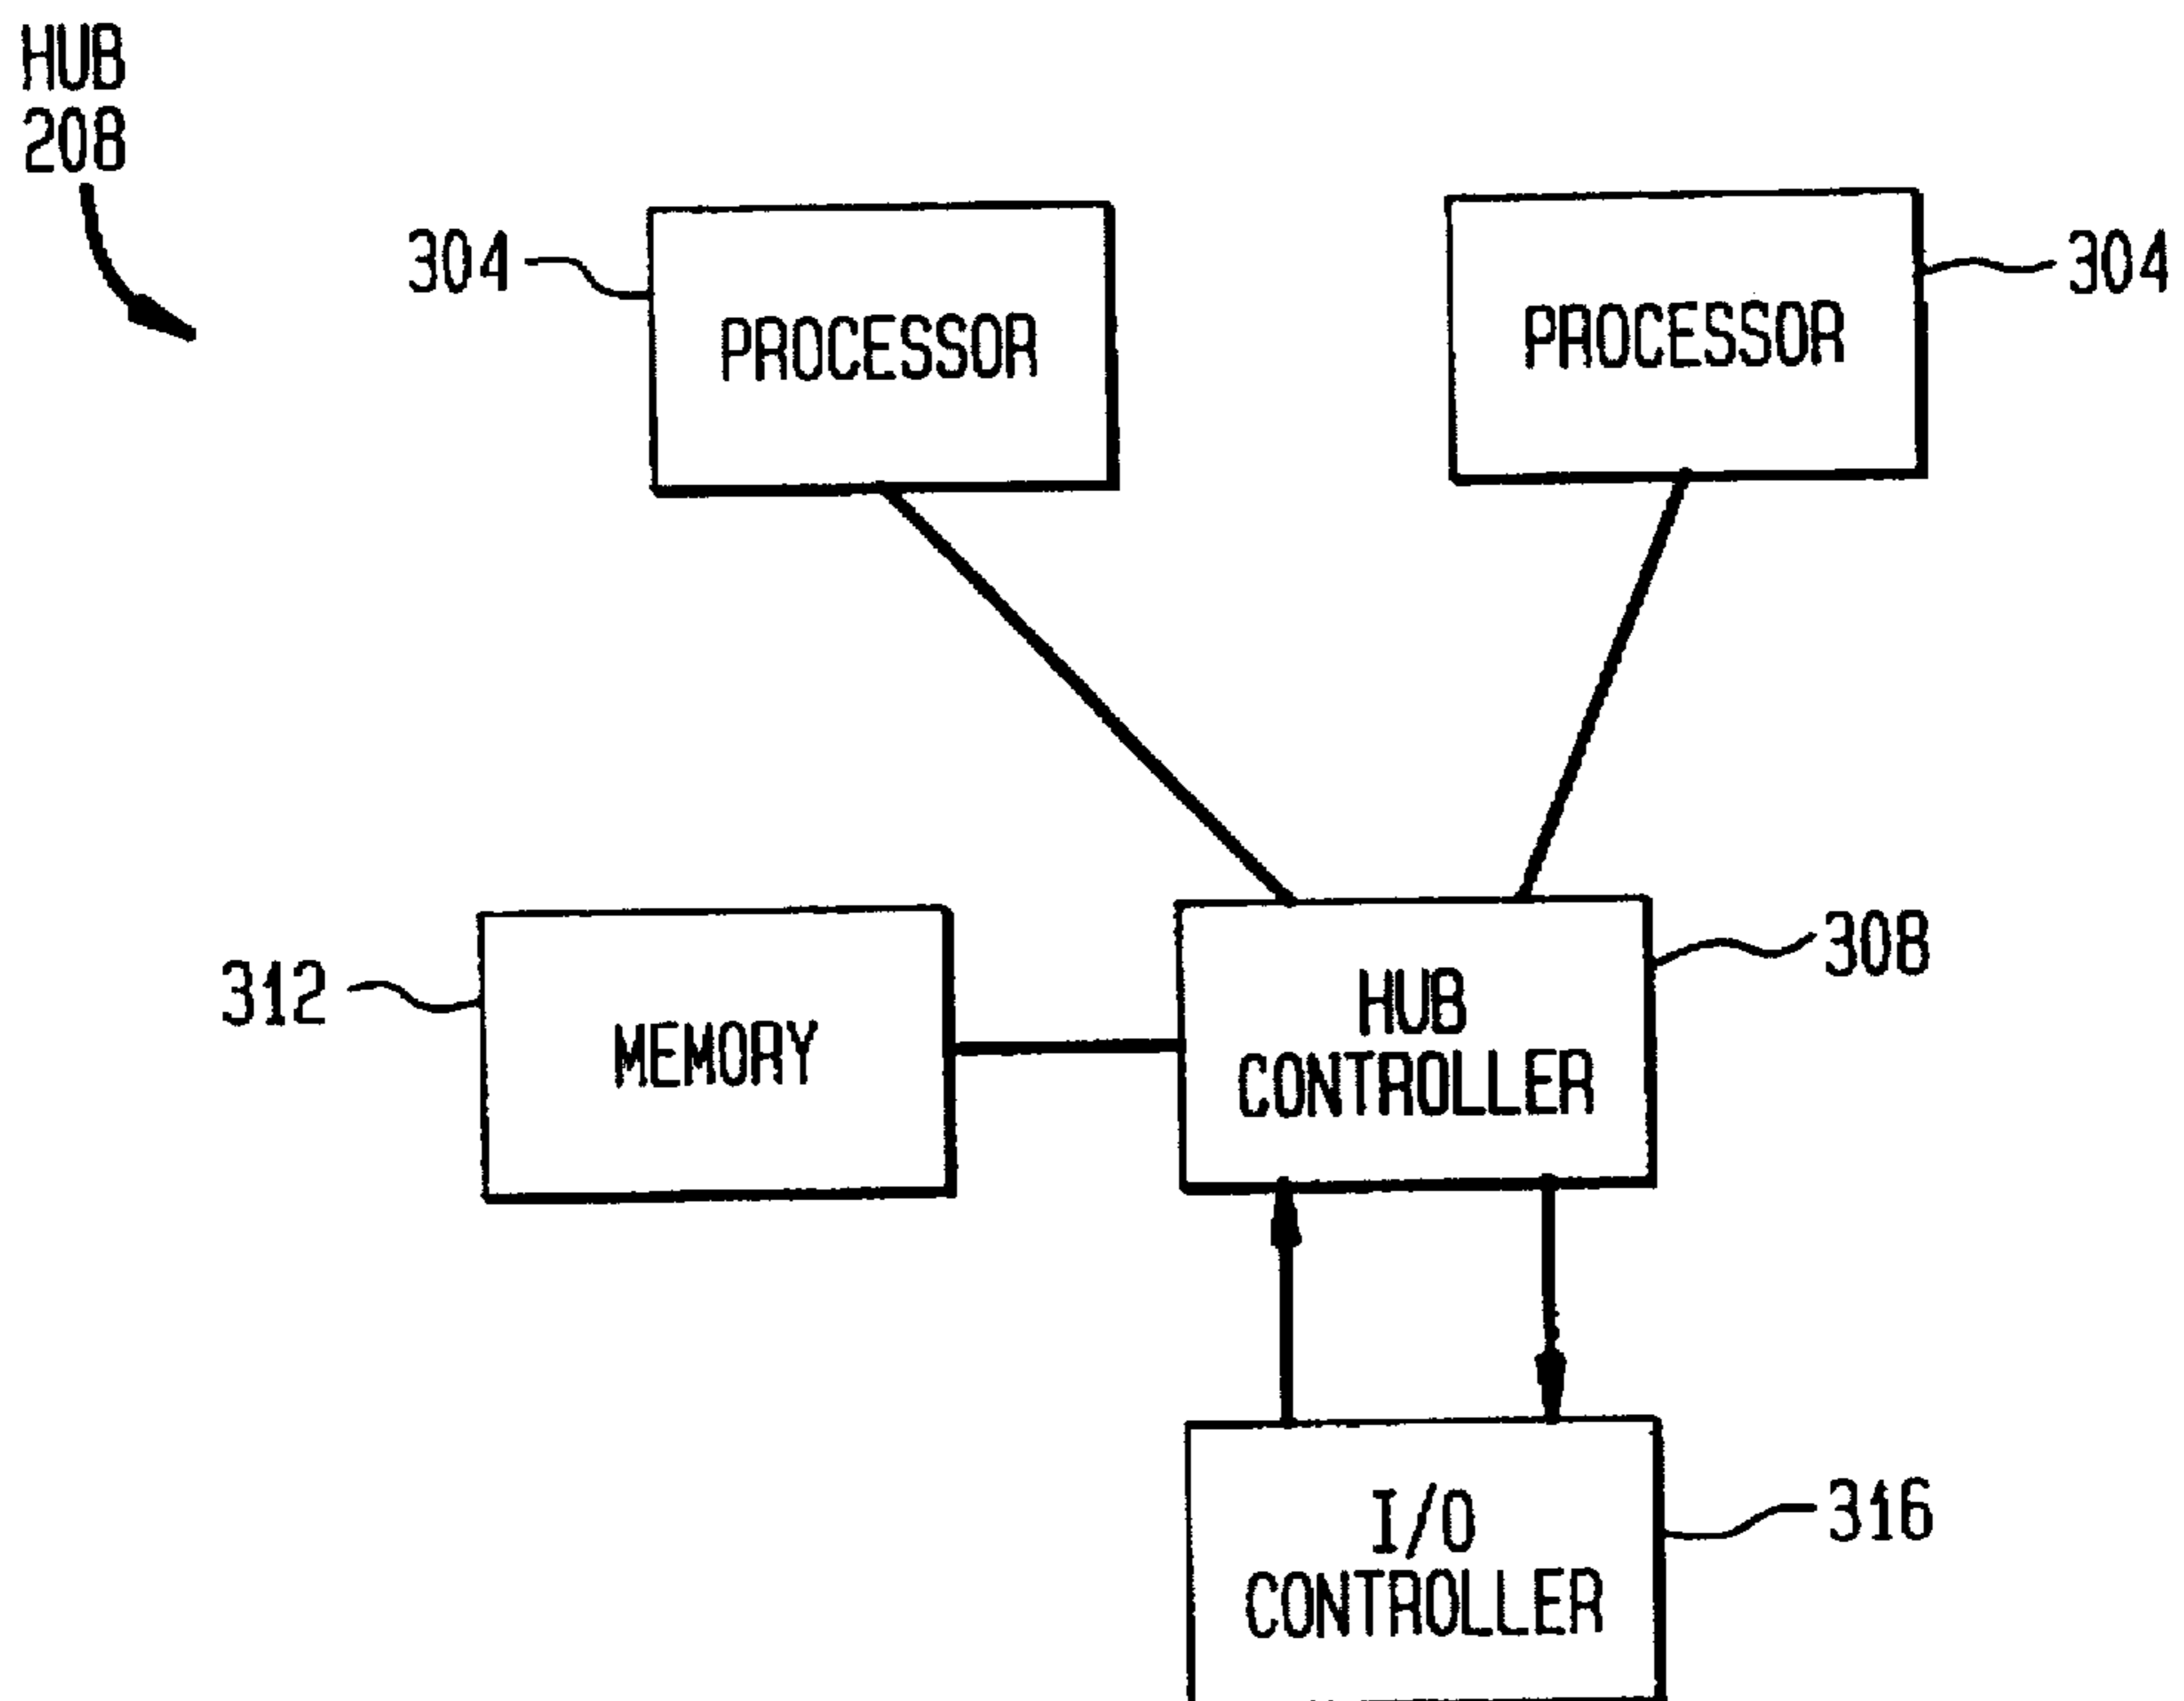 HUB
208
304
PROCESSOR
PROCESSOR
304
312
MEMORY
HUB
CONTROLLER
308
I/O
CONTROLLER
316